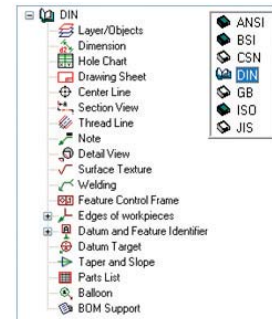 DIN
Layer/Objects
Dimension
Hole Chart
Drawing Sheet
Center Line
Section View
Thread Line
Note
Detail View
Surface Texture
Welding
Feature Control Frame
Edges of workpieces
Datum and Feature Identifier
Datum Target
Taper and Slope
Parts List
Balloon
BOM Support
ANSI
BSI
CSN
DIN
GB
ISO
JIS